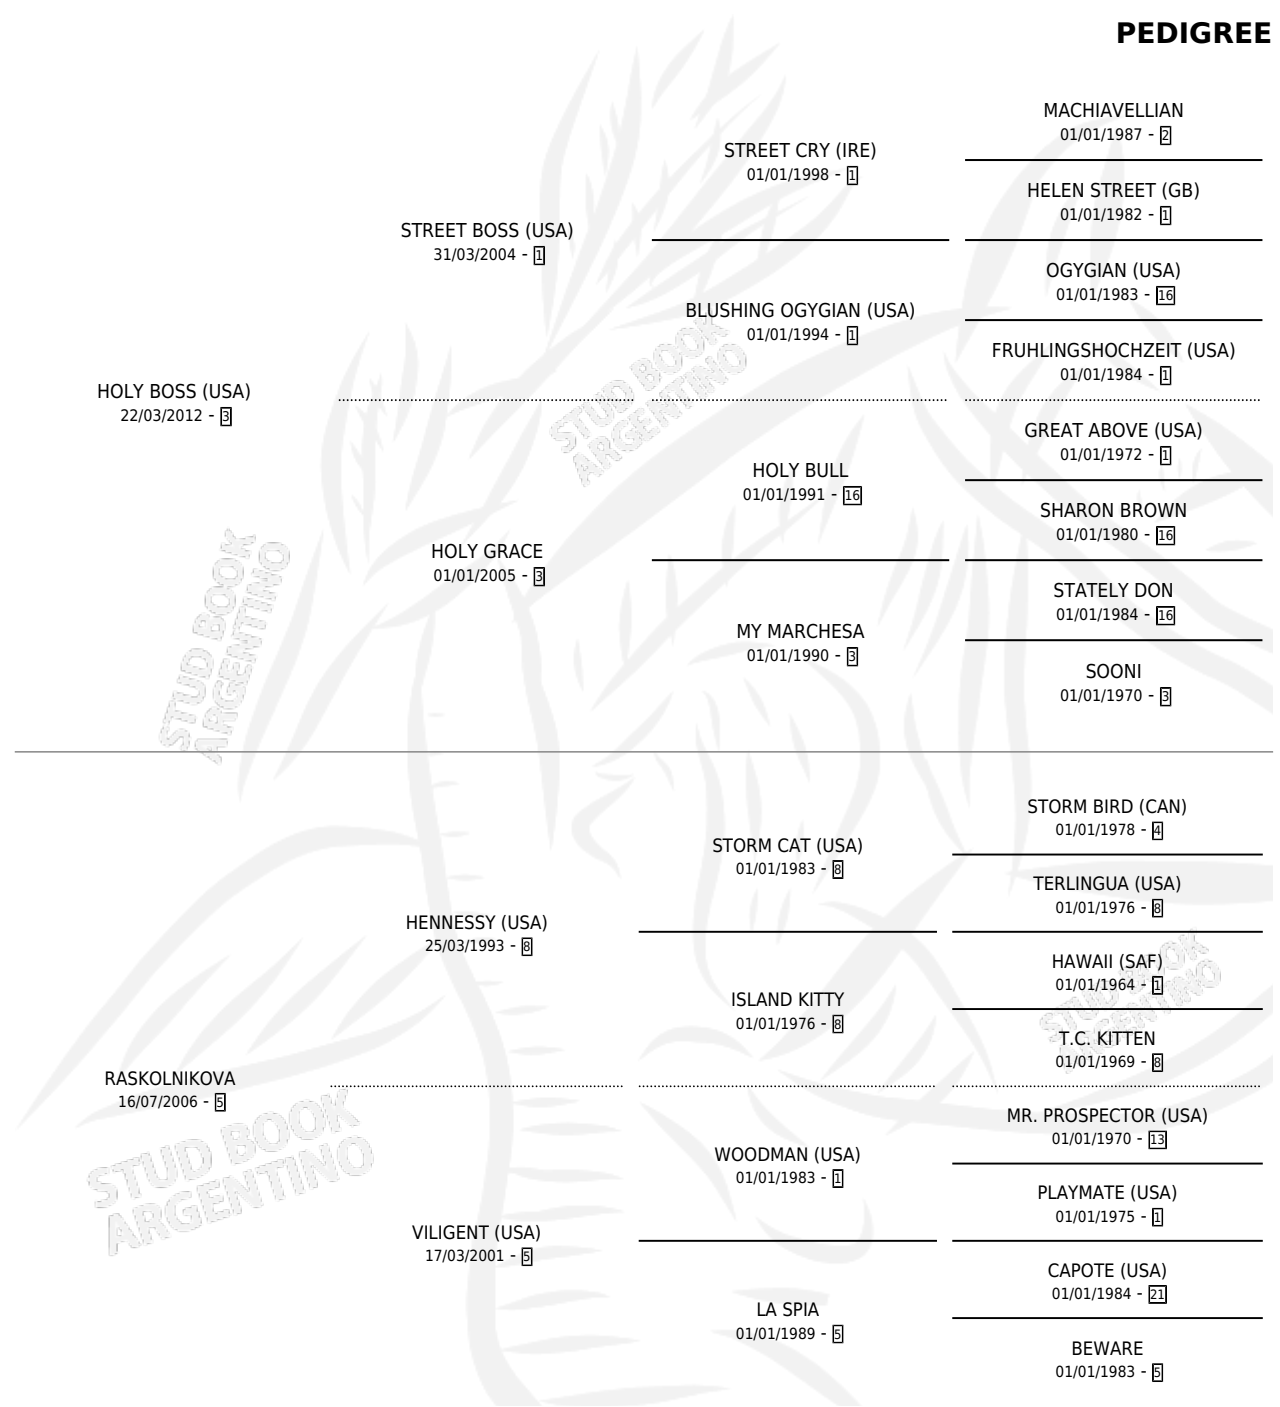 PEDIGREE
MACHIAVELLIAN
01/01/1987 - 2
STREET CRY (IRE)
01/01/1998 - 1
HELEN STREET (GB)
01/01/1982 - 1
STREET BOSS (USA)
31/03/2004 - 1
OGYGIAN (USA)
01/01/1983 - 16
BLUSHING OGYGIAN (USA)
01/01/1994 - 1
FRUHLINGSHOCHZEIT (USA)
01/01/1984 - 1
HOLY BOSS (USA)
22/03/2012 - 3
STUD BOOK
ARGENTINO
GREAT ABOVE (USA)
01/01/1972 - 1
HOLY BULL
01/01/1991 - 16
SHARON BROWN
01/01/1980 - 16
HOLY GRACE
01/01/2005 - 3
STATELY DON
01/01/1984 - 16
MY MARCHESA
01/01/1990 - 3
SOONI
01/01/1970 - 3
STUD BOOK
ARGENTINO
STORM BIRD (CAN)
01/01/1978 - 4
STORM CAT (USA)
01/01/1983 - 8
TERLINGUA (USA)
01/01/1976 - 8
HENNESSY (USA)
25/03/1993 - 8
HAWAII (SAF)
01/01/1964 - 1
ISLAND KITTY
01/01/1976 - 8
STUD BOOK
ARGENTINO
T.C. KITTEN
01/01/1969 - 8
RASKOLNIKOVA
16/07/2006 - 5
MR. PROSPECTOR (USA)
01/01/1970 - 13
WOODMAN (USA)
01/01/1983 - 1
PLAYMATE (USA)
01/01/1975 - 1
STUD BOOK
ARGENTINO
VILIGENT (USA)
17/03/2001 - 5
CAPOTE (USA)
01/01/1984 - 21
LA SPIA
01/01/1989 - 5
BEWARE
01/01/1983 - 5